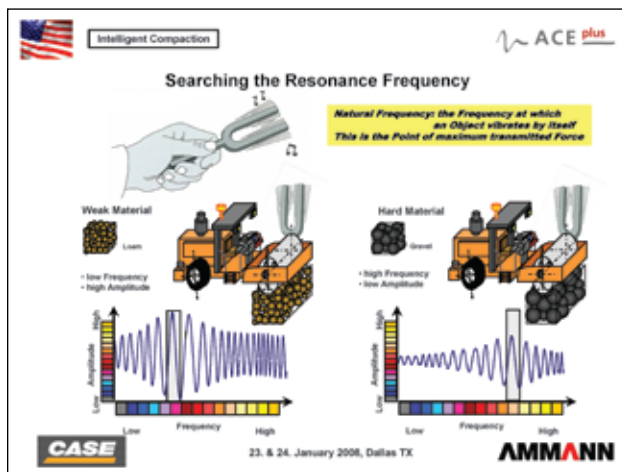 Intelligent Compaction
ACE plus
Searching the Resonance Frequency
Natural Frequency: the Frequency at which
an Object vibrates by itself
This is the Point of maximum transmitted Force
Weak Material
Loam
• low Frequency
• high Amplitude
Hard Material
Gravel
• high Frequency
• low Amplitude
High
Amplitude
Low
Low
Frequency
High
High
Amplitude
Low
Low
Frequency
High
CASE
23. & 24. January 2008, Dallas TX
AMMANN